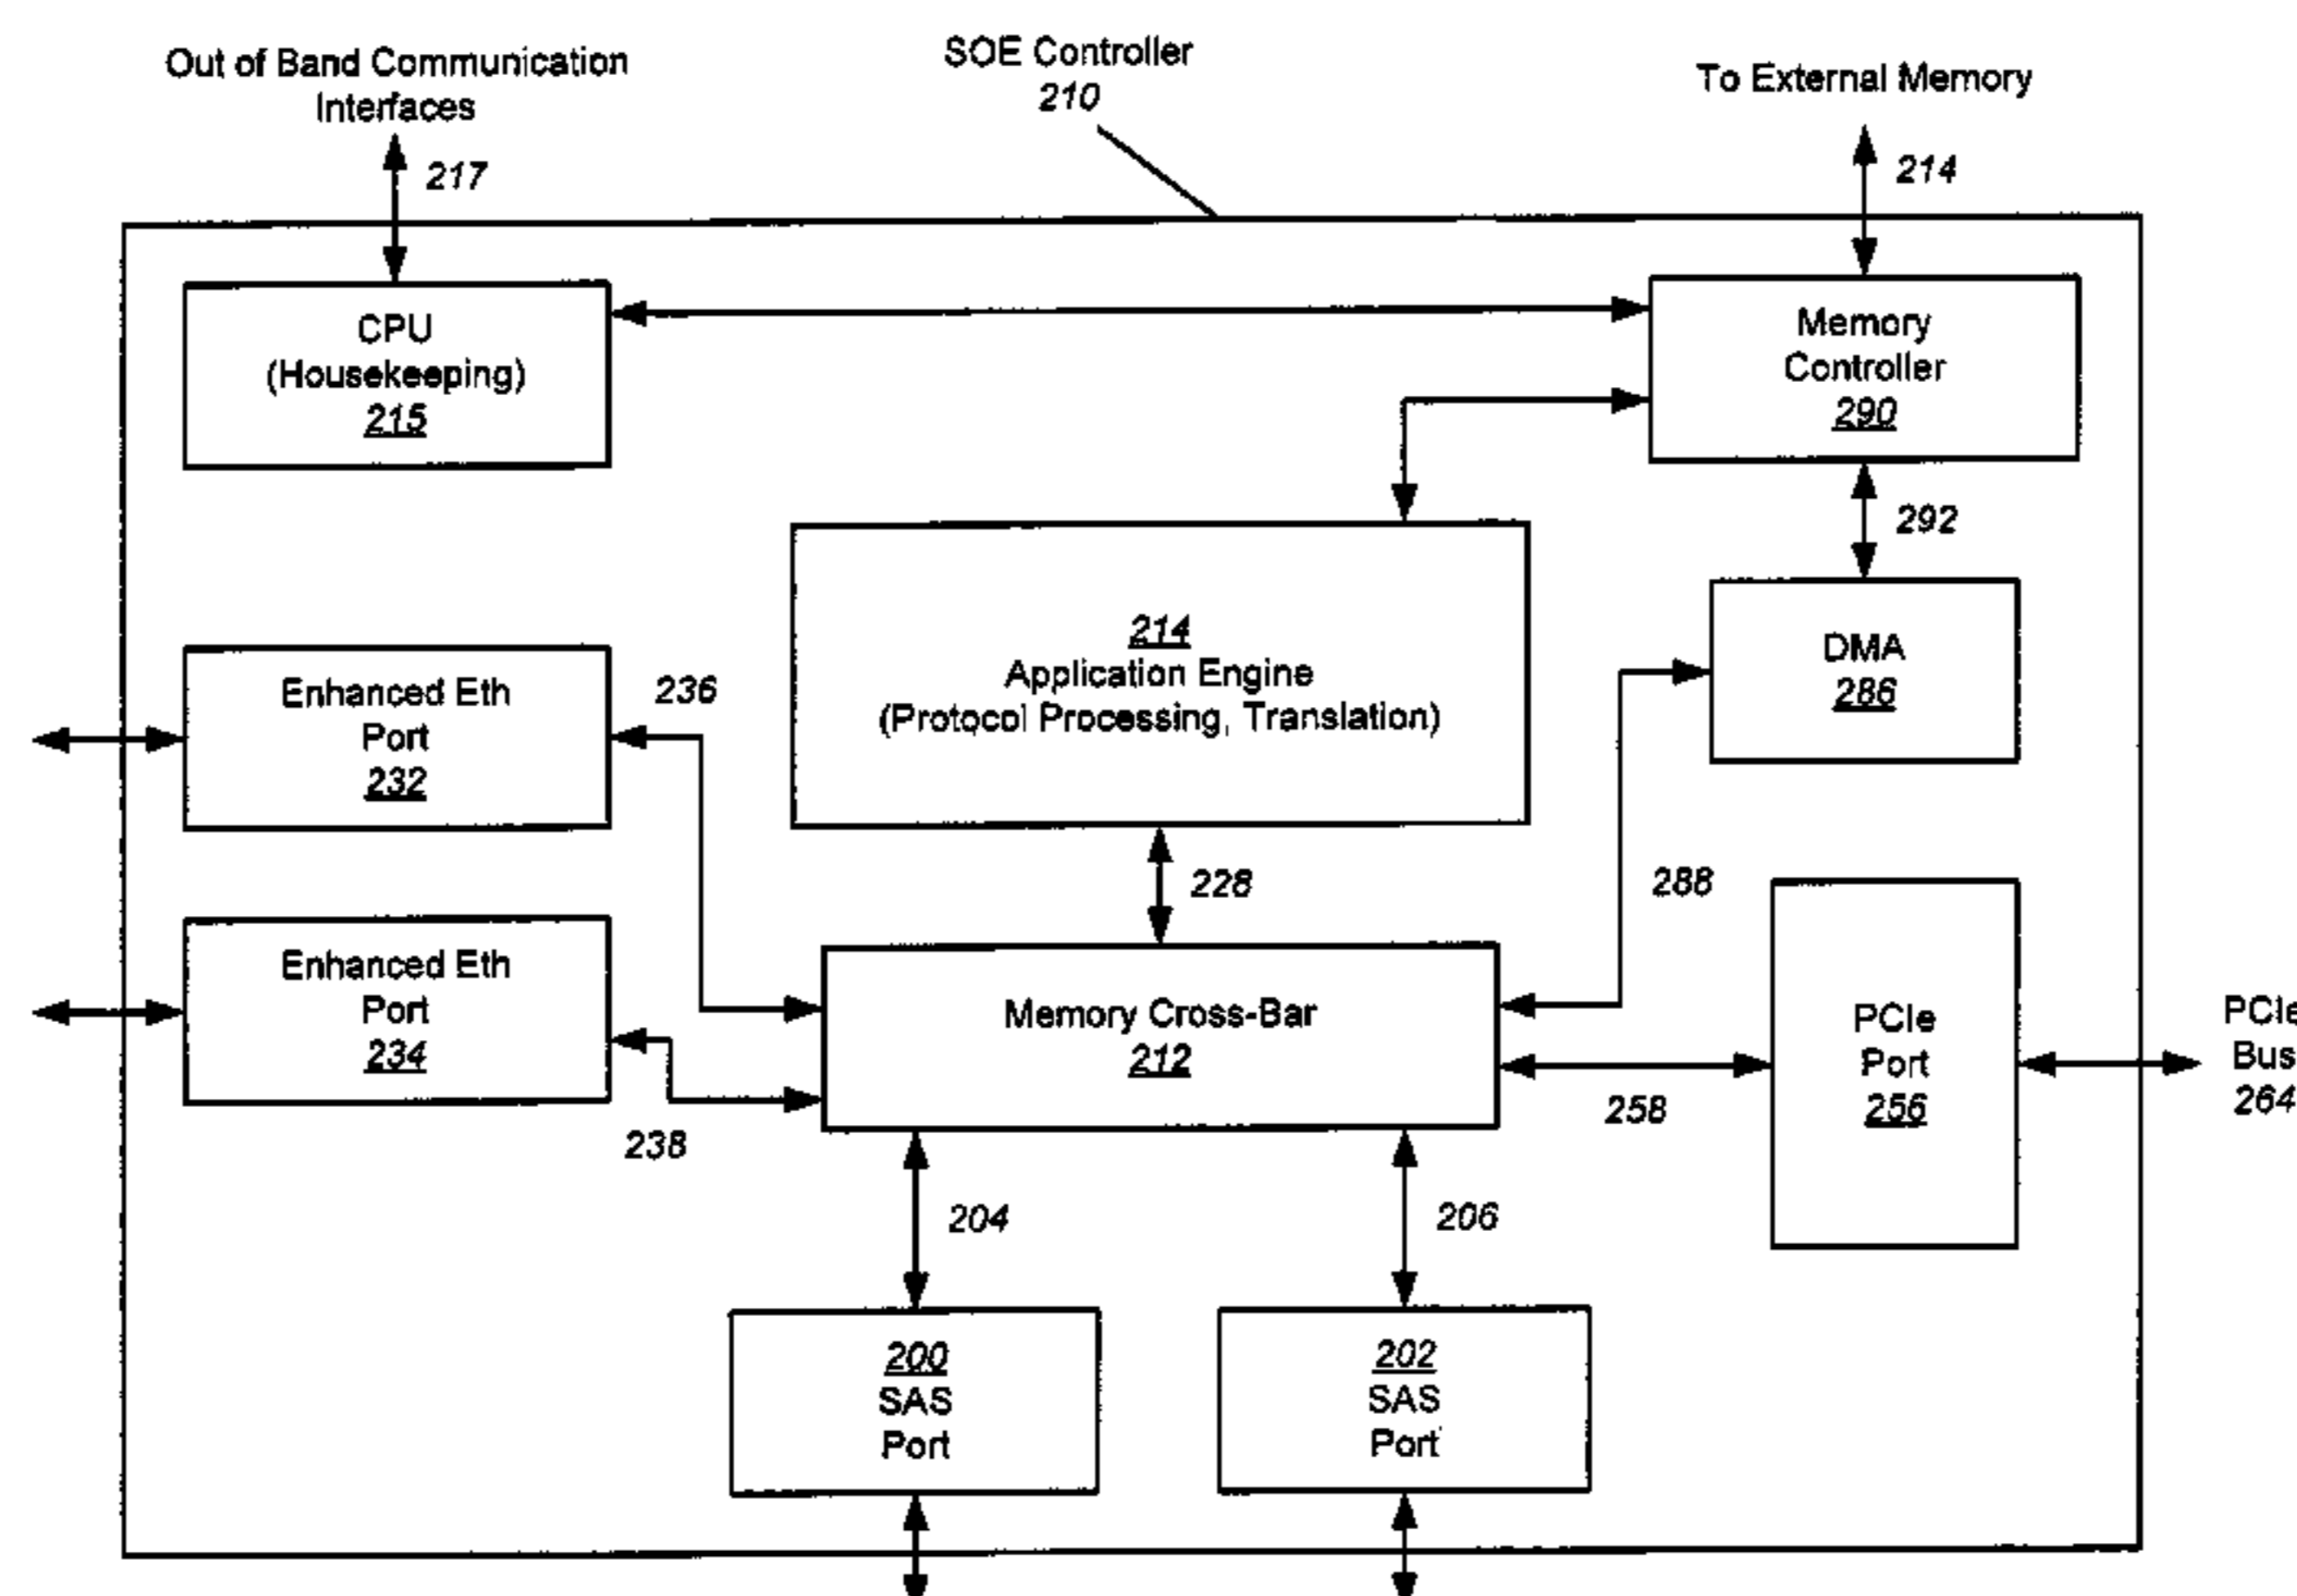 Out of Band Communication
Interfaces
217
SOE Controller
210
To External Memory
214
CPU
(Housekeeping)
215
Memory
Controller
290
292
214
Application Engine
(Protocol Processing, Translation)
DMA
286
Enhanced Eth
Port
232
236
228
288
Enhanced Eth
Port
234
238
Memory Cross-Bar
212
258
PCIe
Port
256
PCIe
Bus
264
204
206
200
SAS
Port
202
SAS
Port